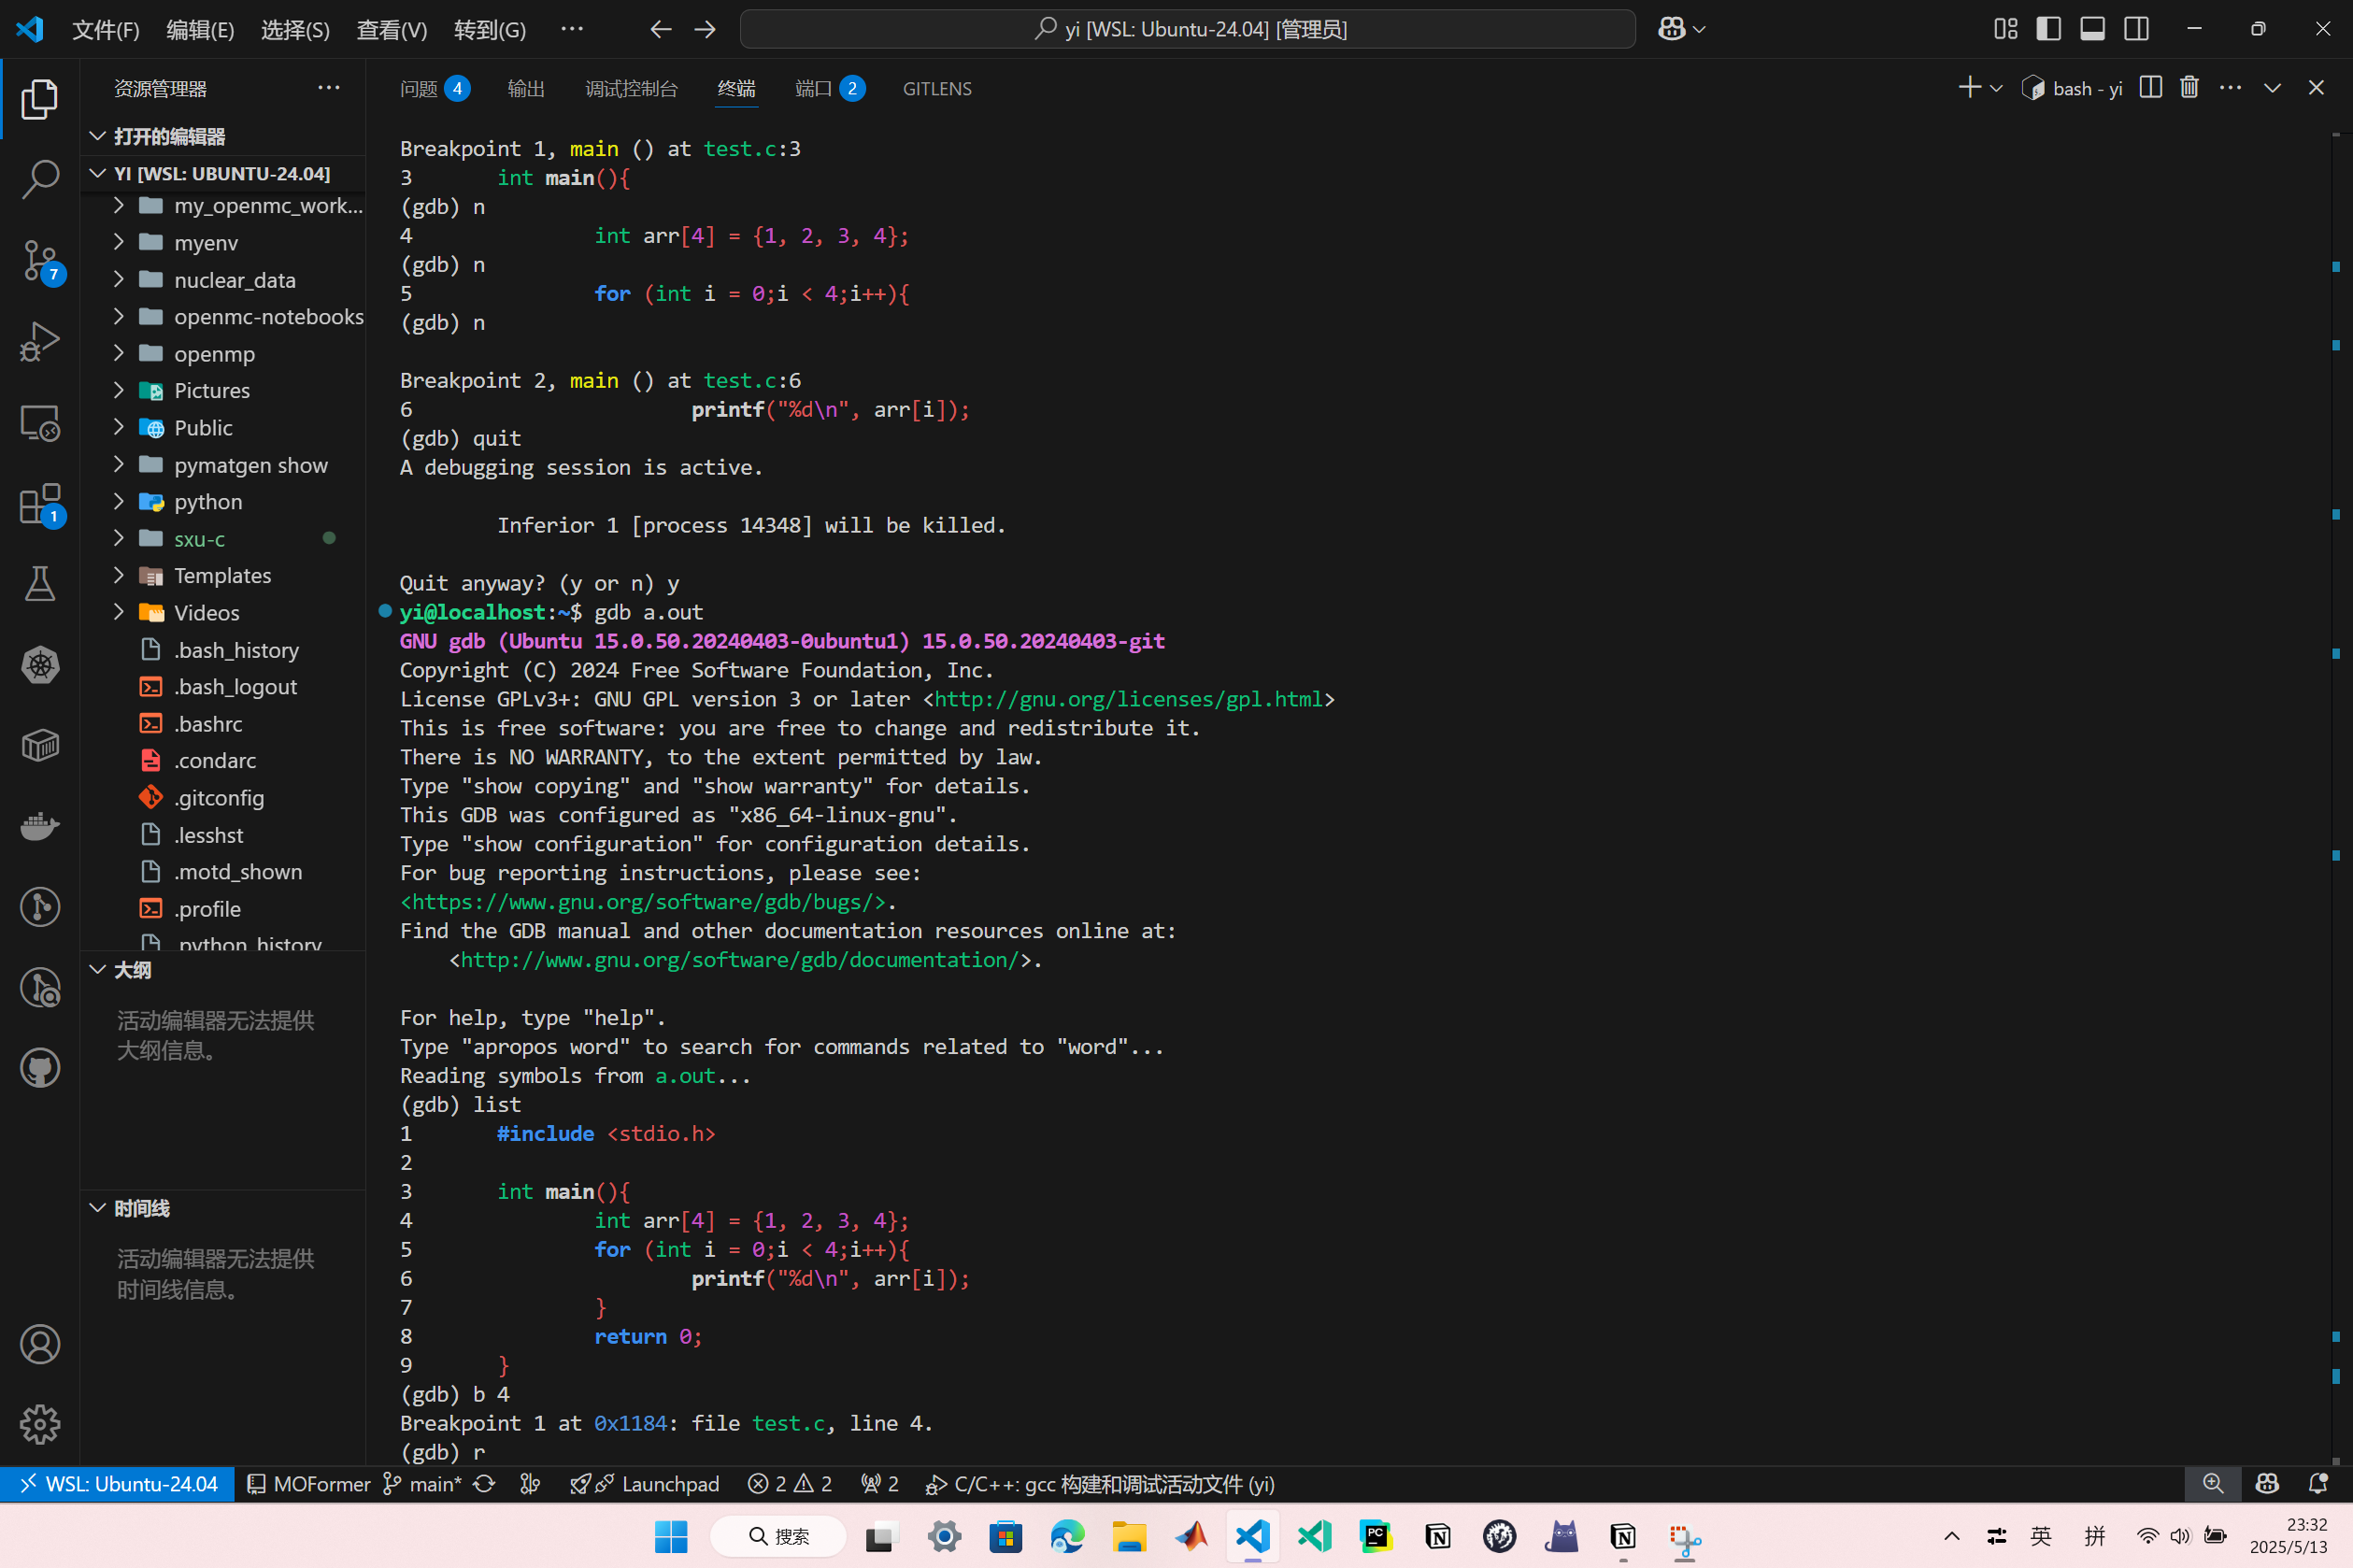 文件(F) 编辑(E) 选择(S) 查看(V) 转到(G) ··· yi [WSL: Ubuntu-24.04] [管理员]
资源管理器 ···
问题 4 输出 调试控制台 终端 端口 2 GITLENS bash - yi ···
打开的编辑器
YI [WSL: UBUNTU-24.04]
my_openmc_work...
myenv
nuclear_data
openmc-notebooks
openmp
Pictures
Public
pymatgen show
python
sxu-c
Templates
Videos
.bash_history
.bash_logout
.bashrc
.condarc
.gitconfig
.lesshst
.motd_shown
.profile
.python_history
7
1
大纲
活动编辑器无法提供
大纲信息。
时间线
活动编辑器无法提供
时间线信息。
Breakpoint 1, main () at test.c:3
3       int main(){
(gdb) n
4               int arr[4] = {1, 2, 3, 4};
(gdb) n
5               for (int i = 0;i < 4;i++){
(gdb) n
Breakpoint 2, main () at test.c:6
6                       printf("%d\n", arr[i]);
(gdb) quit
A debugging session is active.
        Inferior 1 [process 14348] will be killed.
Quit anyway? (y or n) y
yi@localhost:~$ gdb a.out
GNU gdb (Ubuntu 15.0.50.20240403-0ubuntu1) 15.0.50.20240403-git
Copyright (C) 2024 Free Software Foundation, Inc.
License GPLv3+: GNU GPL version 3 or later <http://gnu.org/licenses/gpl.html>
This is free software: you are free to change and redistribute it.
There is NO WARRANTY, to the extent permitted by law.
Type "show copying" and "show warranty" for details.
This GDB was configured as "x86_64-linux-gnu".
Type "show configuration" for configuration details.
For bug reporting instructions, please see:
<https://www.gnu.org/software/gdb/bugs/>.
Find the GDB manual and other documentation resources online at:
    <http://www.gnu.org/software/gdb/documentation/>.
For help, type "help".
Type "apropos word" to search for commands related to "word"...
Reading symbols from a.out...
(gdb) list
1       #include <stdio.h>
2
3       int main(){
4               int arr[4] = {1, 2, 3, 4};
5               for (int i = 0;i < 4;i++){
6                       printf("%d\n", arr[i]);
7               }
8               return 0;
9       }
(gdb) b 4
Breakpoint 1 at 0x1184: file test.c, line 4.
(gdb) r
WSL: Ubuntu-24.04 MOFormer main* Launchpad 2 2 2 C/C++: gcc 构建和调试活动文件 (yi)
搜索 PC 英 拼 23:32
2025/5/13